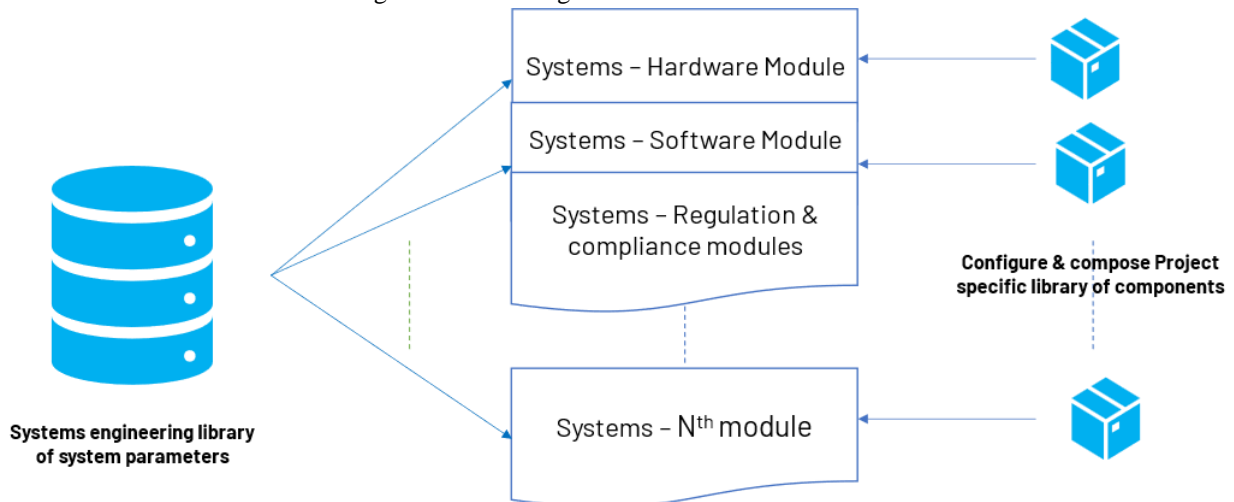 Systems – Hardware Module
Systems – Software Module
Systems – Regulation &
compliance modules
Configure & compose Project
specific library of components
Systems – Nth module
Systems engineering library
of system parameters